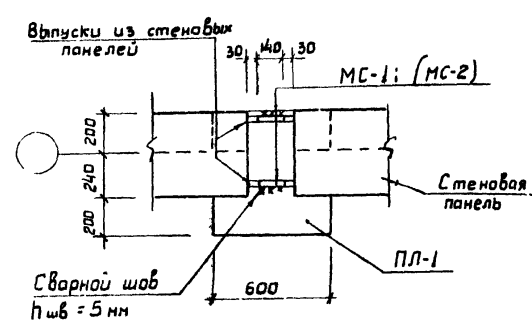 Выпуски из стеновых
панелей
30 140 30
МС-1; (МС-2)
200
240
200
Стеновая
панель
ПЛ-1
Сварной шов
hшв = 5 мм
600